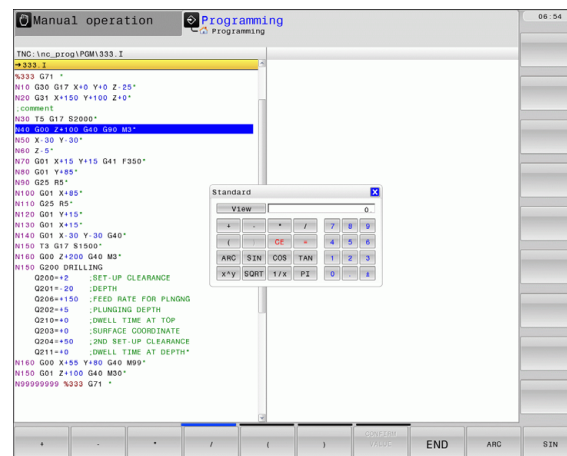 Manual operation
Programming
Programming
06:54
TNC:\nc_prog\PGM\333.I
→333.I
%333 G71 *
N10 G30 G17 X+0 Y+0 Z-25*
N20 G31 X+150 Y+100 Z+0*
;comment
N30 T5 G17 S2000*
N40 G00 Z+100 G40 G90 M3*
N50 X-30 Y-30*
N60 Z-5*
N70 G01 X+15 Y+15 G41 F350*
N80 G01 Y+85*
N90 G25 R5*
N100 G01 X+85*
N110 G25 R5*
N120 G01 Y+15*
N130 G01 X+15*
N140 G01 X-30 Y-30 G40*
N150 T3 G17 S1500*
N160 G00 Z+200 G40 M3*
N150 G200 DRILLING
Q200=+2 ;SET-UP CLEARANCE
Q201=-20 ;DEPTH
Q206=+150 ;FEED RATE FOR PLNGNG
Q202=+5 ;PLUNGING DEPTH
Q210=+0 ;DWELL TIME AT TOP
Q203=+0 ;SURFACE COORDINATE
Q204=+50 ;2ND SET-UP CLEARANCE
Q211=+0 ;DWELL TIME AT DEPTH*
N160 G00 X+55 Y+80 G40 M99*
N150 G01 Z+100 G40 M30*
N99999999 %333 G71 *
Standard X
View 0.
+ - * / 7 8 9
( ) CE = 4 5 6
ARC SIN COS TAN 1 2 3
X^Y SQRT 1/X PI 0 . ±
+ - * / ( ) CONFIRM VALUE END ARC SIN